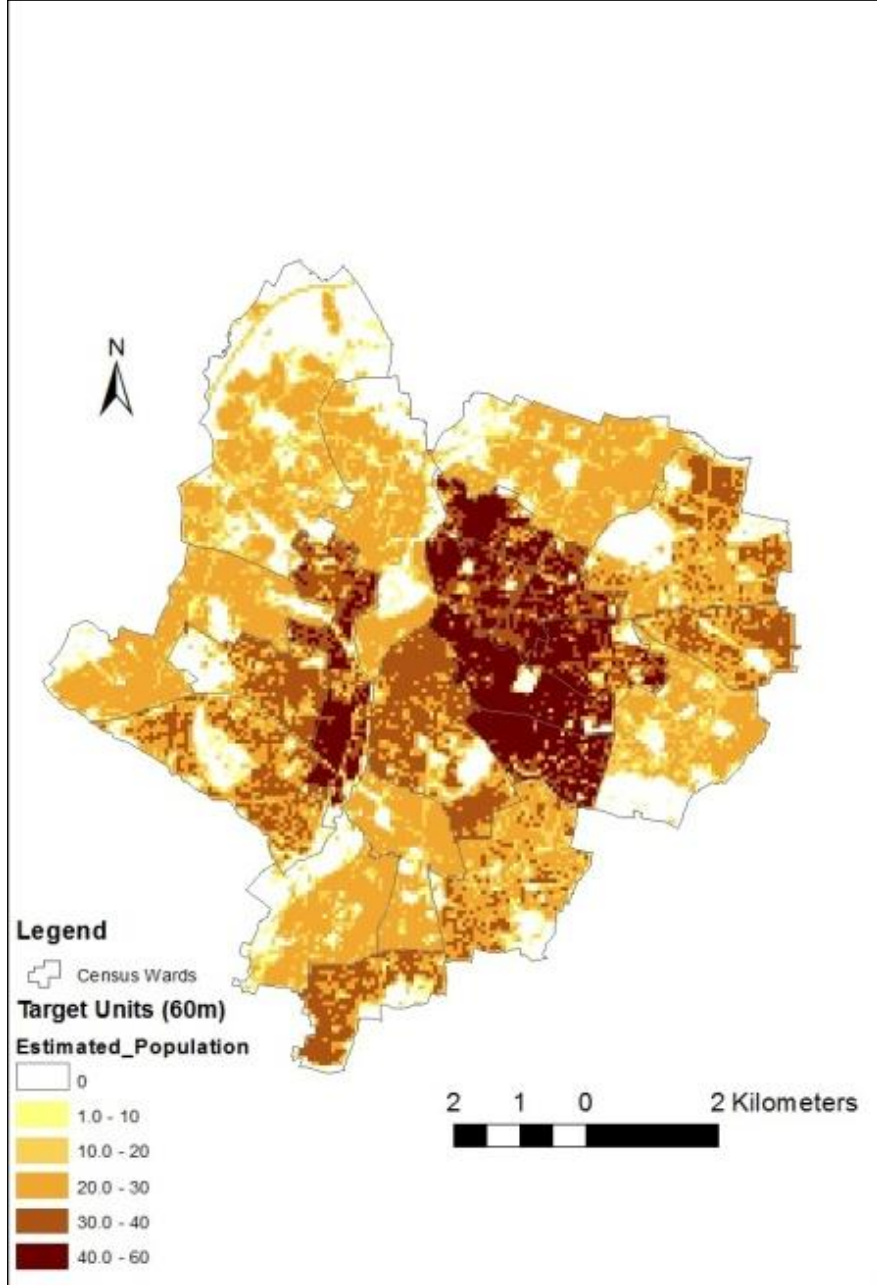 N
Legend
Census Wards
Target Units (60m)
Estimated_Population
0
1.0 - 10
10.0 - 20
20.0 - 30
30.0 - 40
40.0 - 60
2 1 0 2 Kilometers